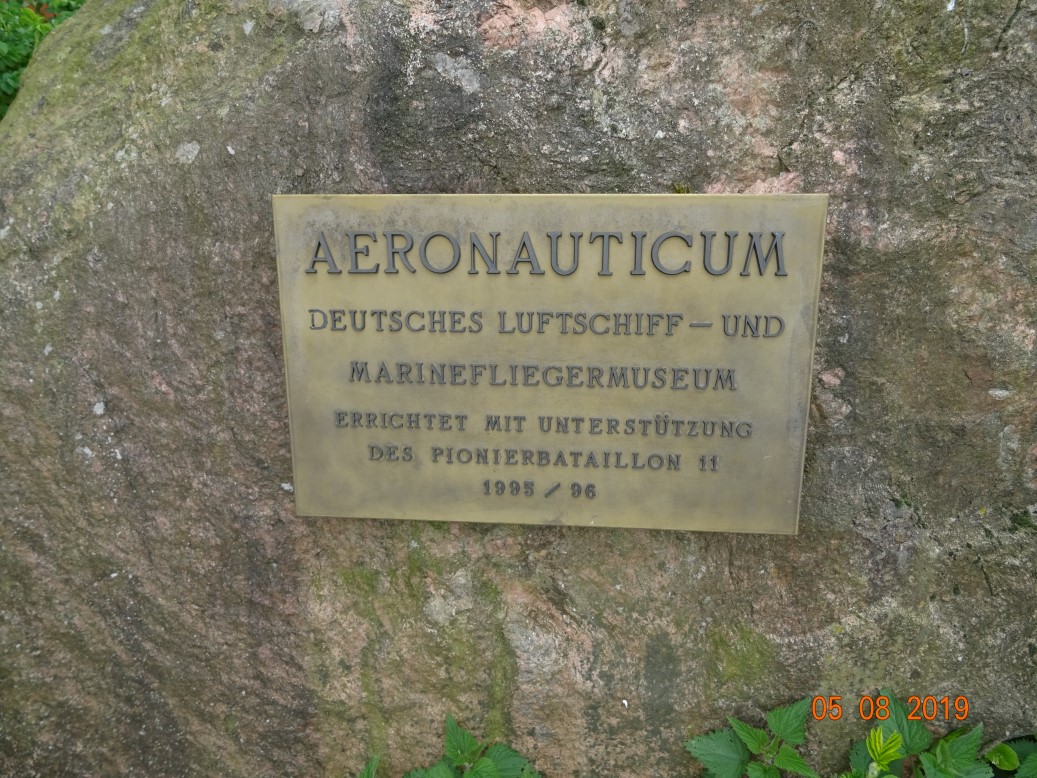 AERONAUTICUM
DEUTSCHES LUFTSCHIFF – UND
MARINEFLIEGERMUSEUM
ERRICHTET MIT UNTERSTÜTZUNG
DES PIONIERBATAILLON 11
1995 / 96
05 08 2019